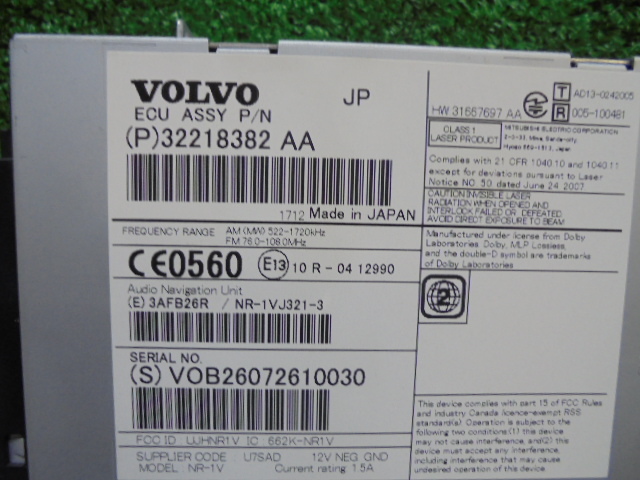 VOLVO
JP
ECU ASSY P/N
(P)32218382 AA
1712 Made in JAPAN
FREQUENCY RANGE AM (MW) 522-1720kHz
FM 76.0-108.0MHz
CE0560 E13 10 R - 04 12990
Audio Navigation Unit
(E) 3AFB26R / NR-1VJ321-3
SERIAL NO.
(S) VOB26072610030
FCC ID UJHNR1V IC 662K-NR1V
SUPPLIER CODE U7SAD 12V NEG GND
MODEL: NR-1V Current rating 15A
HW 31657697 AA
T AD13-0242005
R 005-100481
CLASS 1
LASER PRODUCT
MITSUBISHI ELECTRIC CORPORATION
Japan
Complies with 21 CFR 1040.10 and 1040.11
except for deviations pursuant to Laser
Notice NO. 50 dated June 24 2007
CAUTION INVISIBLE LASER
RADIATION WHEN OPENED AND
INTERLOCK FAILED OR DEFEATED
AVOID DIRECT EXPOSURE TO BEAM
Manufactured under license from Dolby
Laboratories Dolby, MLP Lossless,
and the double-D symbol are trademarks
of Dolby Laboratories
2
This device complies with part 15 of FCC Rules
and industry Canada licence-exempt RSS
standard(s) Operation is subject to the
following two conditions:(1) this device
may not cause interference, and(2) this device
must accept any interference
including interference that may cause
undesired operation of this device